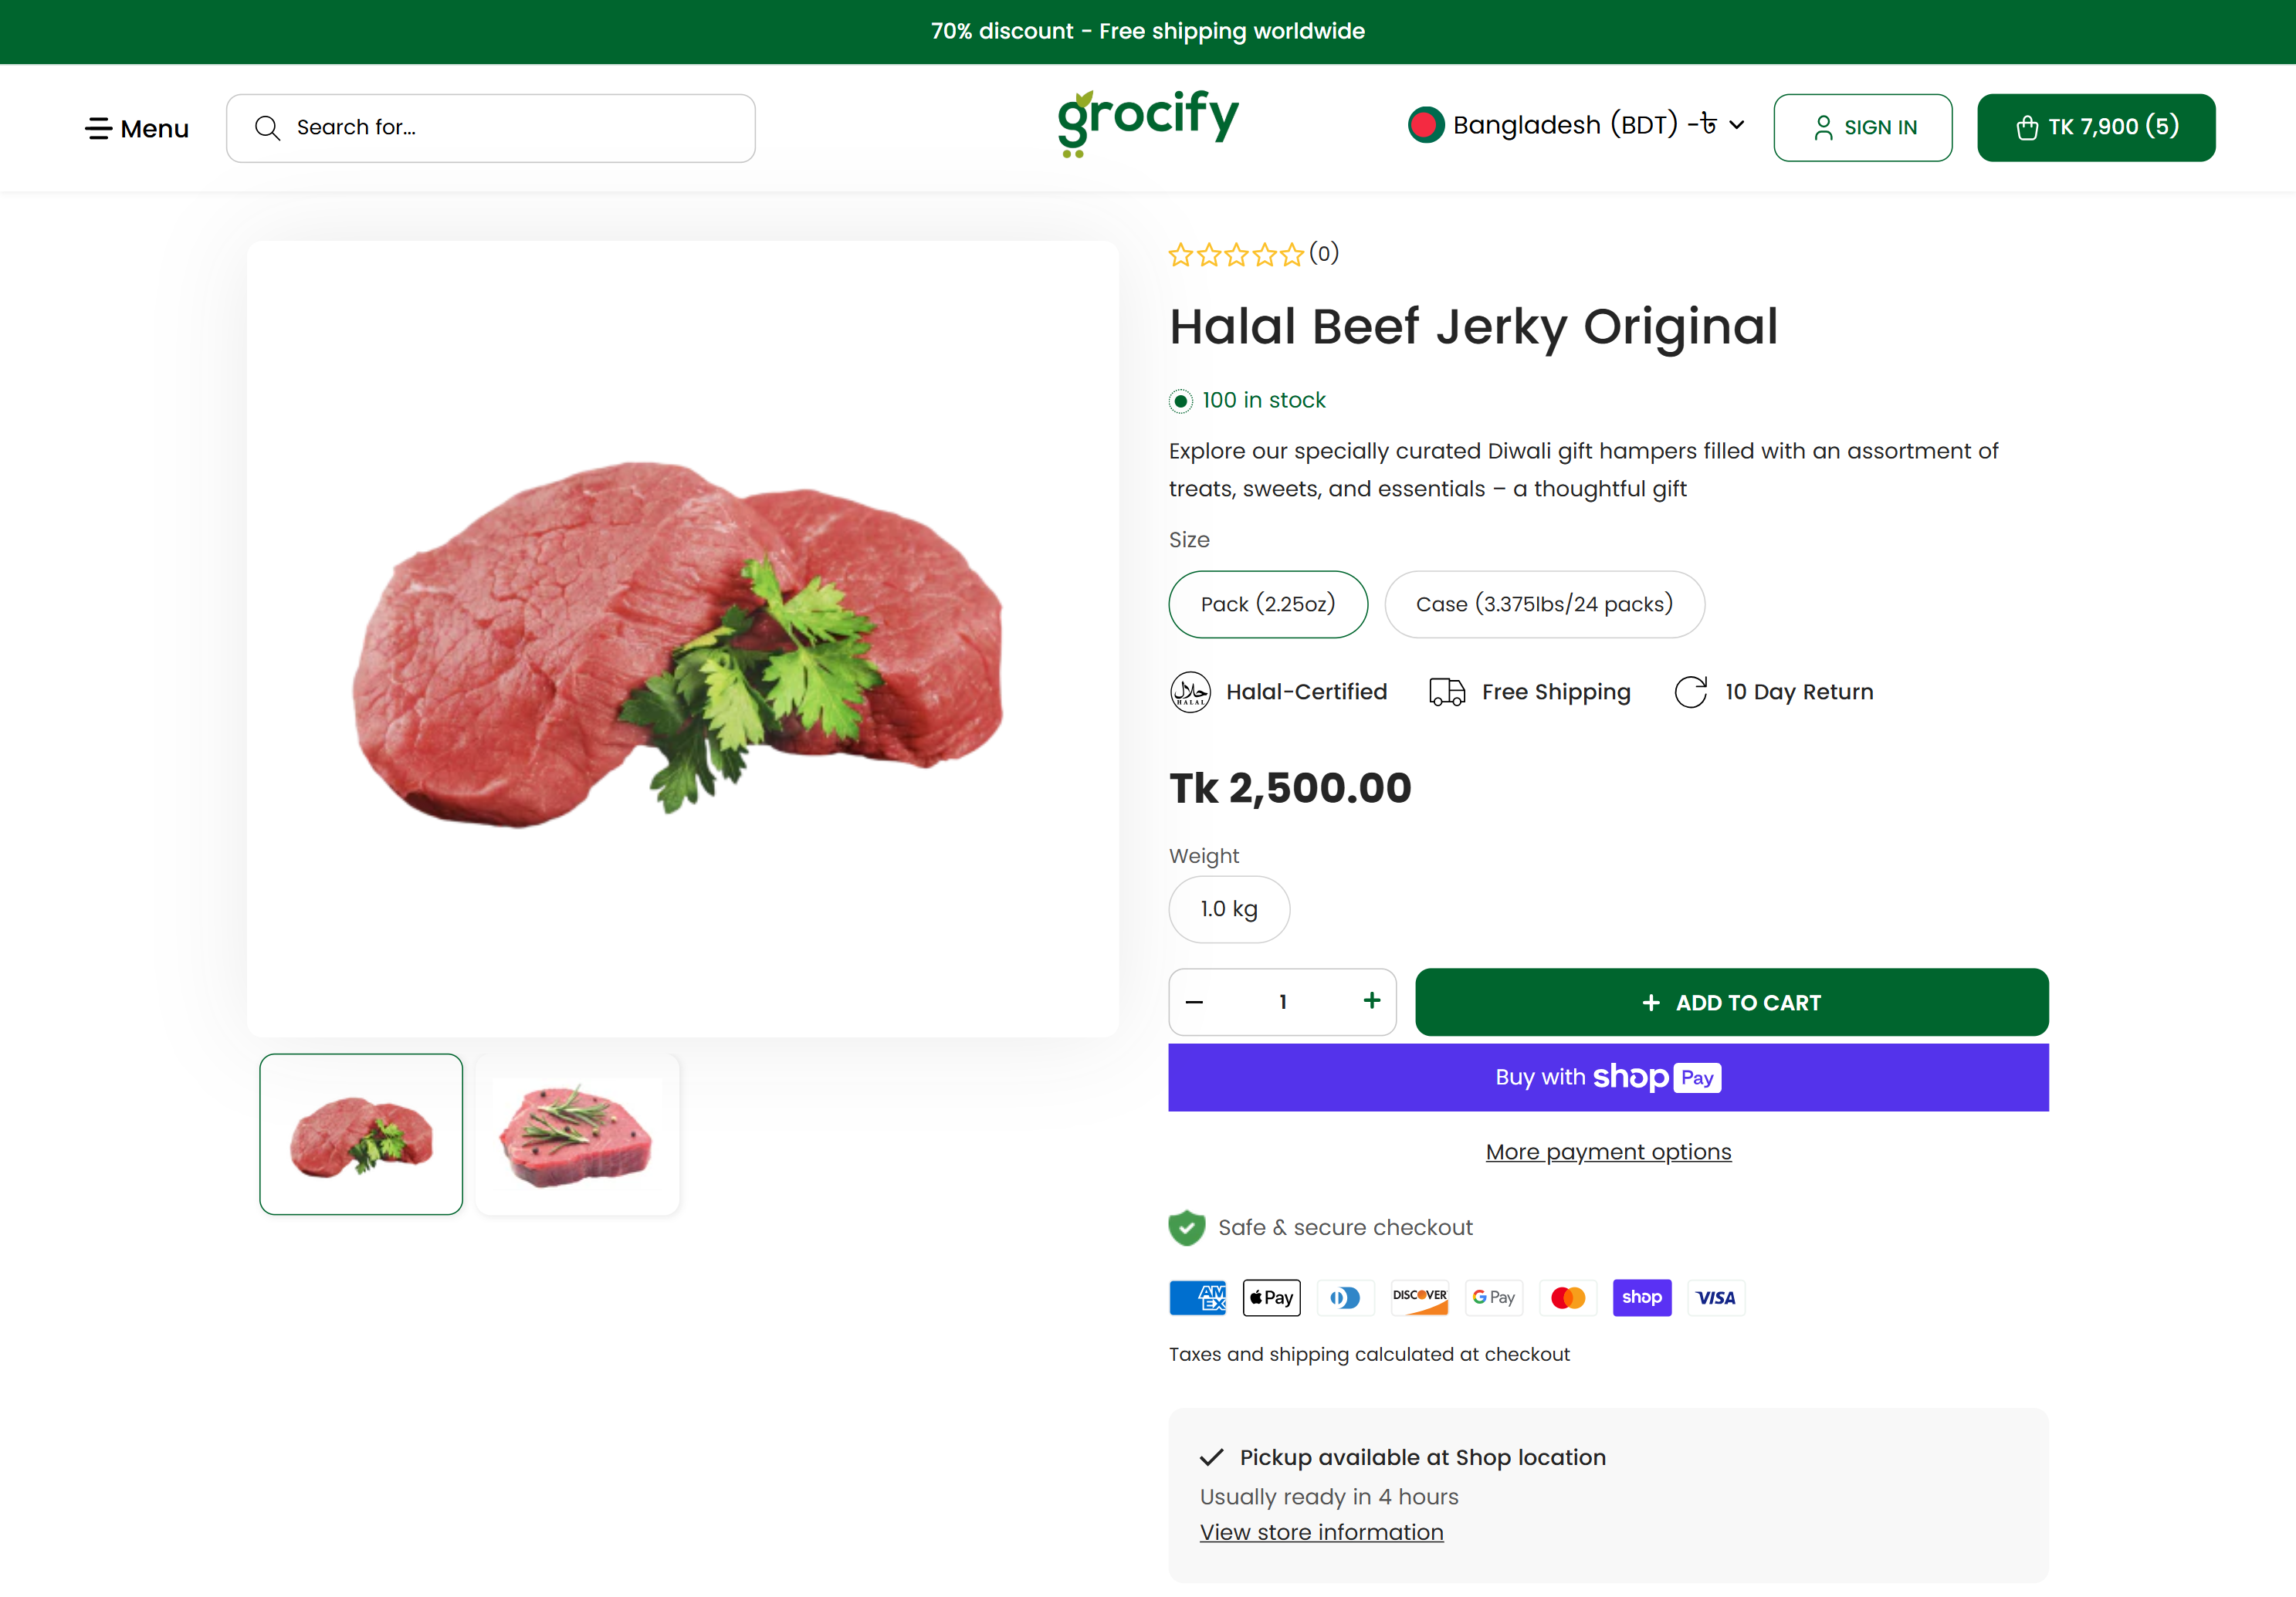 70% discount - Free shipping worldwide
Menu
Search for...
grocify
Bangladesh (BDT) -৳
SIGN IN
TK 7,900 (5)
(0)
Halal Beef Jerky Original
100 in stock
Explore our specially curated Diwali gift hampers filled with an assortment of
treats, sweets, and essentials – a thoughtful gift
Size
Pack (2.25oz)
Case (3.375lbs/24 packs)
حلال
HALAL
Halal-Certified
Free Shipping
10 Day Return
Tk 2,500.00
Weight
1.0 kg
1
ADD TO CART
Buy with shop Pay
More payment options
Safe & secure checkout
AMEX
Pay
DISCOVER
G Pay
shop
VISA
Taxes and shipping calculated at checkout
Pickup available at Shop location
Usually ready in 4 hours
View store information